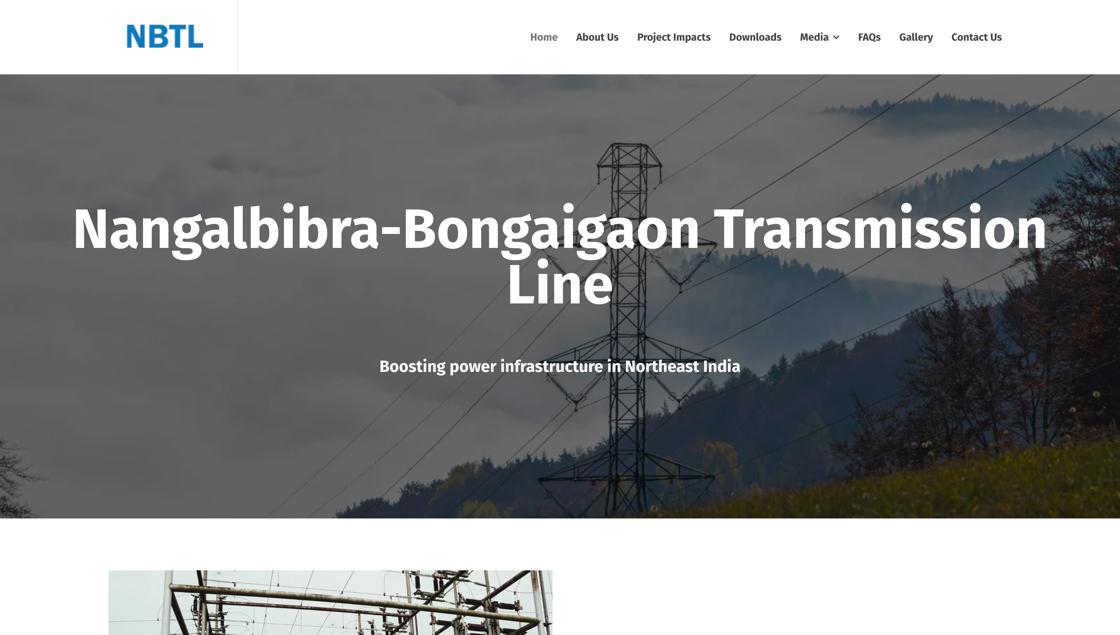 NBTL
Home About Us Project Impacts Downloads Media FAQs Gallery Contact Us
Nangalbibra-Bongaigaon Transmission
Line
Boosting power infrastructure in Northeast India